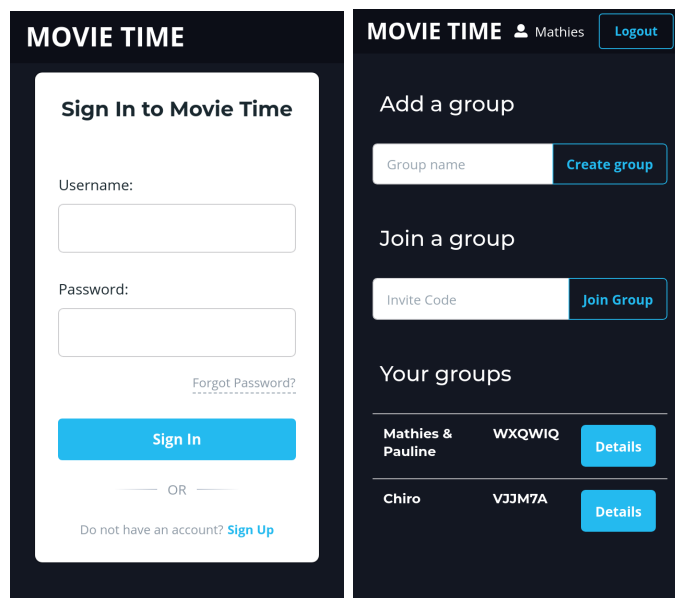 MOVIE TIME
Sign In to Movie Time
Username:
Password:
Forgot Password?
Sign In
OR
Do not have an account? Sign Up
MOVIE TIME Mathies Logout
Add a group
Group name Create group
Join a group
Invite Code Join Group
Your groups
Mathies & WXQWIQ Details
Pauline
Chiro VJJM7A Details